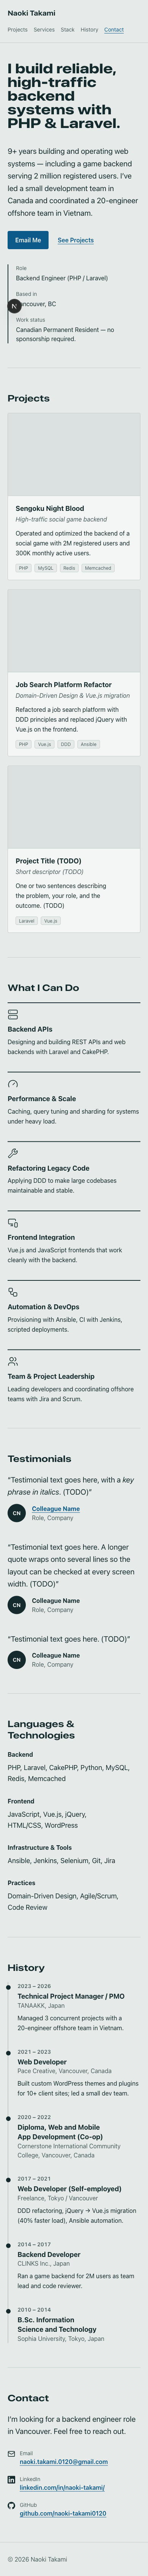 Naoki Takami
Projects Services Stack History Contact
I build reliable,
high-traffic
backend
systems with
PHP & Laravel.
9+ years building and operating web
systems — including a game backend
serving 2 million registered users. I've
led a small development team in
Canada and coordinated a 20-engineer
offshore team in Vietnam.
Email Me See Projects
Role
Backend Engineer (PHP / Laravel)
Based in
ancouver, BC
Work status
Canadian Permanent Resident — no
sponsorship required.
Projects
Sengoku Night Blood
High-traffic social game backend
Operated and optimized the backend of a
social game with 2M registered users and
300K monthly active users.
PHP MySQL Redis Memcached
Job Search Platform Refactor
Domain-Driven Design & Vue.js migration
Refactored a job search platform with
DDD principles and replaced jQuery with
Vue.js on the frontend.
PHP Vue.js DDD Ansible
Project Title (TODO)
Short descriptor (TODO)
One or two sentences describing
the problem, your role, and the
outcome. (TODO)
Laravel Vue.js
What I Can Do
Backend APIs
Designing and building REST APIs and web
backends with Laravel and CakePHP.
Performance & Scale
Caching, query tuning and sharding for systems
under heavy load.
Refactoring Legacy Code
Applying DDD to make large codebases
maintainable and stable.
Frontend Integration
Vue.js and JavaScript frontends that work
cleanly with the backend.
Automation & DevOps
Provisioning with Ansible, CI with Jenkins,
scripted deployments.
Team & Project Leadership
Leading developers and coordinating offshore
teams with Jira and Scrum.
Testimonials
“Testimonial text goes here, with a key
phrase in italics. (TODO)”
CN Colleague Name
Role, Company
“Testimonial text goes here. A longer
quote wraps onto several lines so the
layout can be checked at every screen
width. (TODO)”
CN Colleague Name
Role, Company
“Testimonial text goes here. (TODO)”
CN Colleague Name
Role, Company
Languages &
Technologies
Backend
PHP, Laravel, CakePHP, Python, MySQL,
Redis, Memcached
Frontend
JavaScript, Vue.js, jQuery,
HTML/CSS, WordPress
Infrastructure & Tools
Ansible, Jenkins, Selenium, Git, Jira
Practices
Domain-Driven Design, Agile/Scrum,
Code Review
History
2023 – 2026
Technical Project Manager / PMO
TANAAKK, Japan
Managed 3 concurrent projects with a
20-engineer offshore team in Vietnam.
2021 – 2023
Web Developer
Pace Creative, Vancouver, Canada
Built custom WordPress themes and plugins
for 10+ client sites; led a small dev team.
2020 – 2022
Diploma, Web and Mobile
App Development (Co-op)
Cornerstone International Community
College, Vancouver, Canada
2017 – 2021
Web Developer (Self-employed)
Freelance, Tokyo / Vancouver
DDD refactoring, jQuery → Vue.js migration
(40% faster load), Ansible automation.
2014 – 2017
Backend Developer
CLINKS Inc., Japan
Ran a game backend for 2M users as team
lead and code reviewer.
2010 – 2014
B.Sc. Information
Science and Technology
Sophia University, Tokyo, Japan
Contact
I'm looking for a backend engineer role
in Vancouver. Feel free to reach out.
Email
naoki.takami.0120@gmail.com
LinkedIn
linkedin.com/in/naoki-takami/
GitHub
github.com/naoki-takami0120
© 2026 Naoki Takami